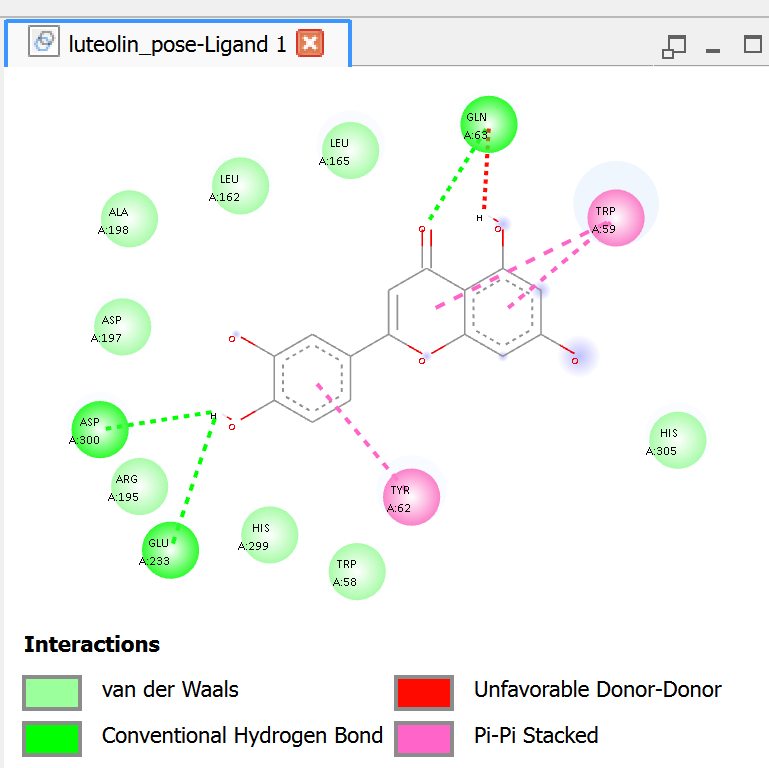 luteolin_pose-Ligand 1
GLN
A:63
LEU
A:165
LEU
A:162
ALA
A:198
TRP
A:59
H
O
O
ASP
A:197
O
O
O
H
O
ASP
A:300
HIS
A:305
ARG
A:195
TYR
A:62
GLU
A:233
HIS
A:299
TRP
A:58
Interactions
van der Waals
Unfavorable Donor-Donor
Conventional Hydrogen Bond
Pi-Pi Stacked